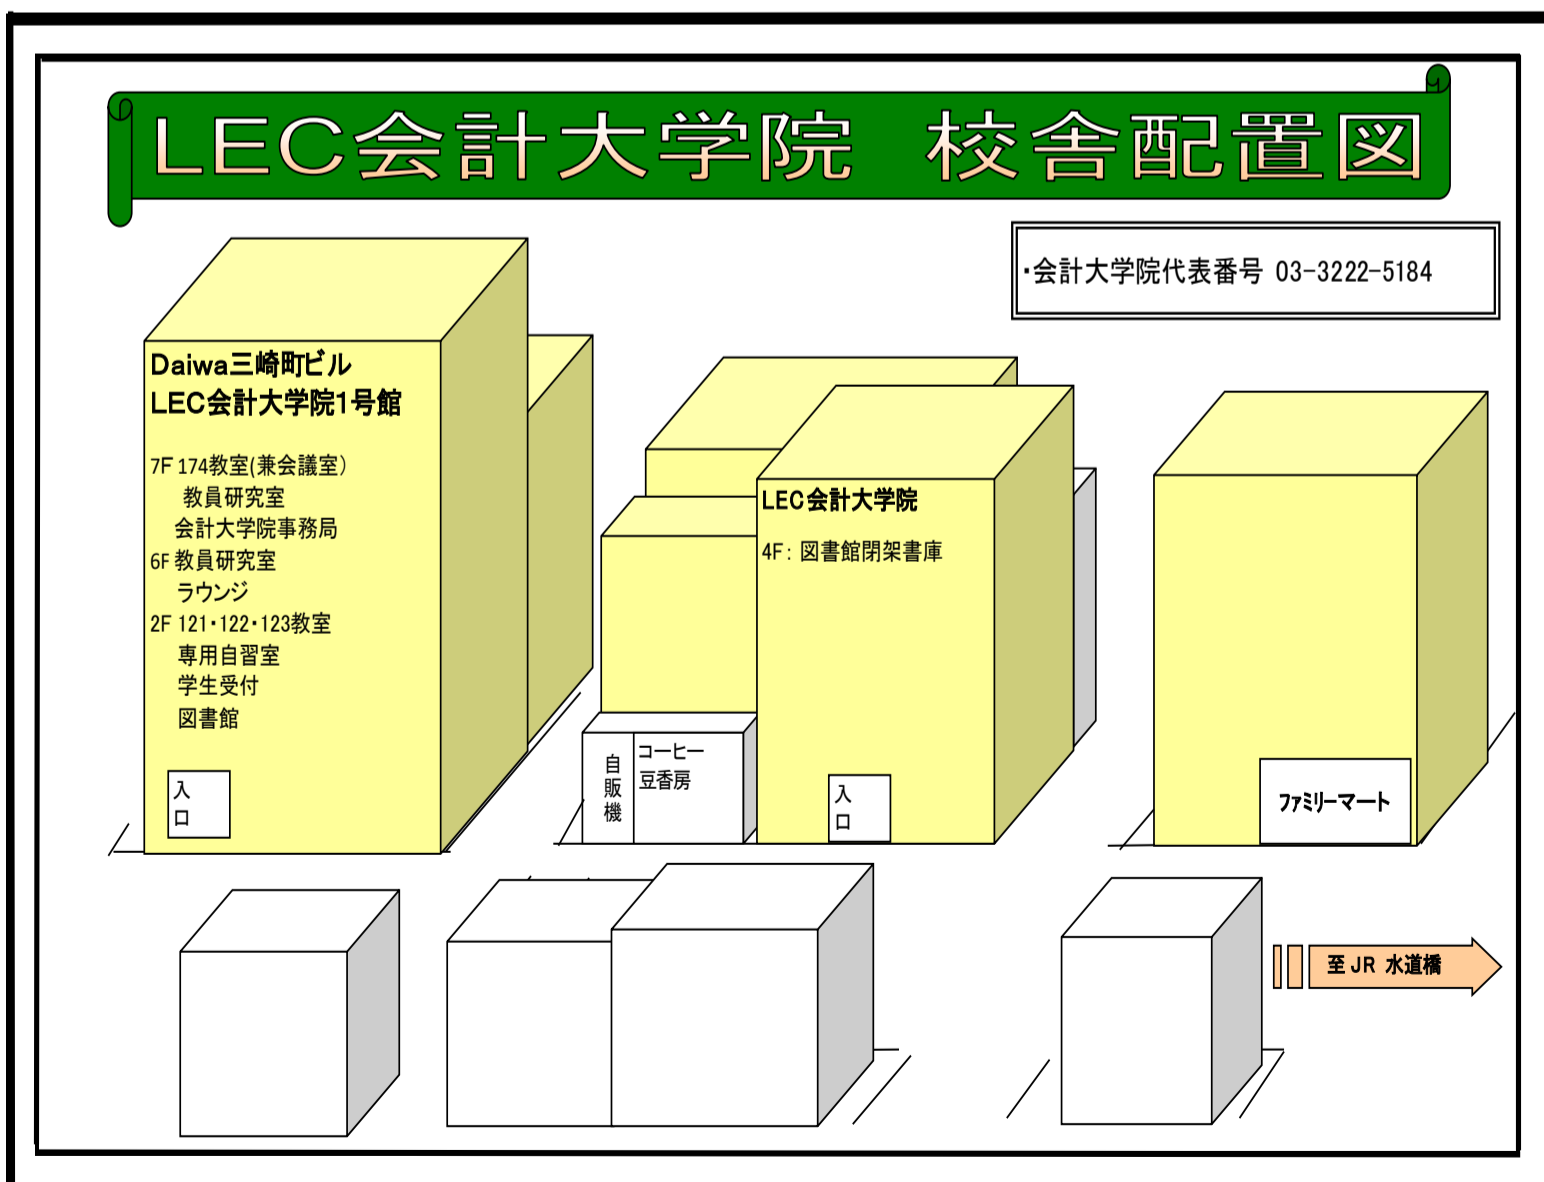 LEC会計大学院　校舎配置図
・会計大学院代表番号 03-3222-5184
Daiwa三崎町ビル
LEC会計大学院1号館
7F 174教室(兼会議室）
教員研究室
会計大学院事務局
6F 教員研究室
ラウンジ
2F 121・122・123教室
専用自習室
学生受付
図書館
入
口
LEC会計大学院
4F: 図書館閉架書庫
自
販
機
コーヒー
豆香房
入
口
ファミリーマート
至 JR 水道橋